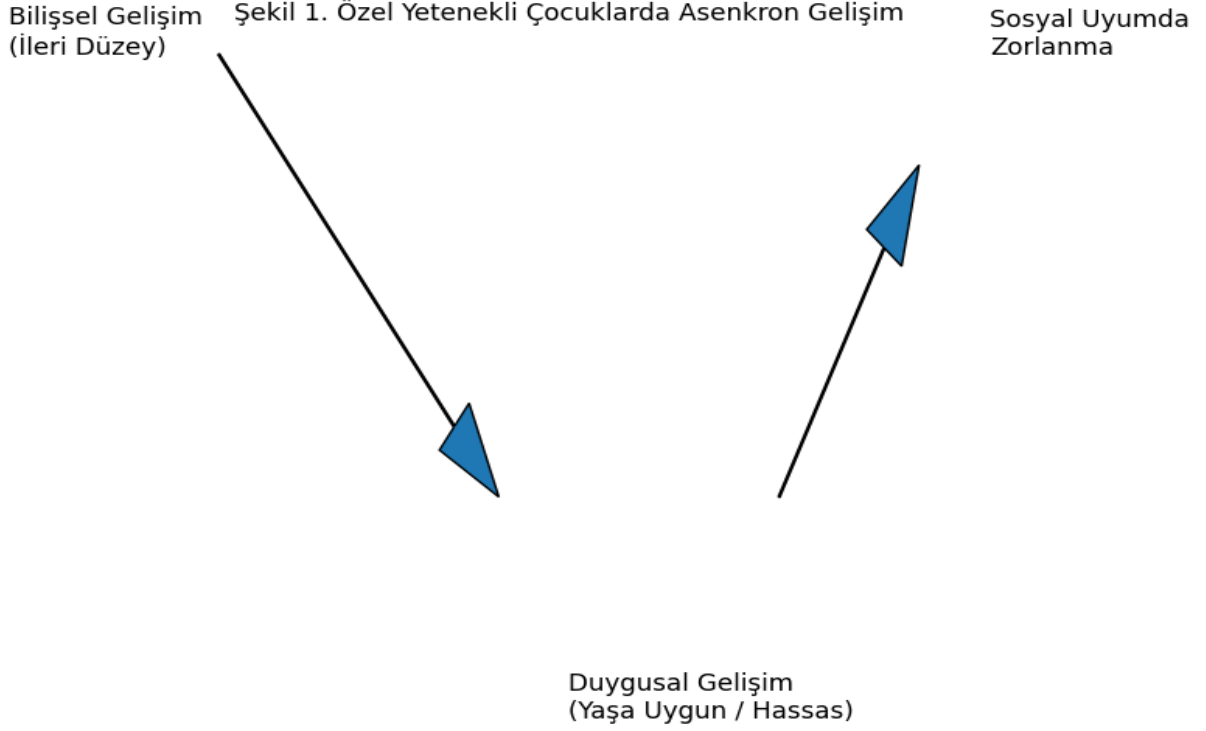 Şekil 1. Özel Yetenekli Çocuklarda Asenkron Gelişim
Bilişsel Gelişim
(İleri Düzey)
Sosyal Uyumda
Zorlanma
Duygusal Gelişim
(Yaşa Uygun / Hassas)